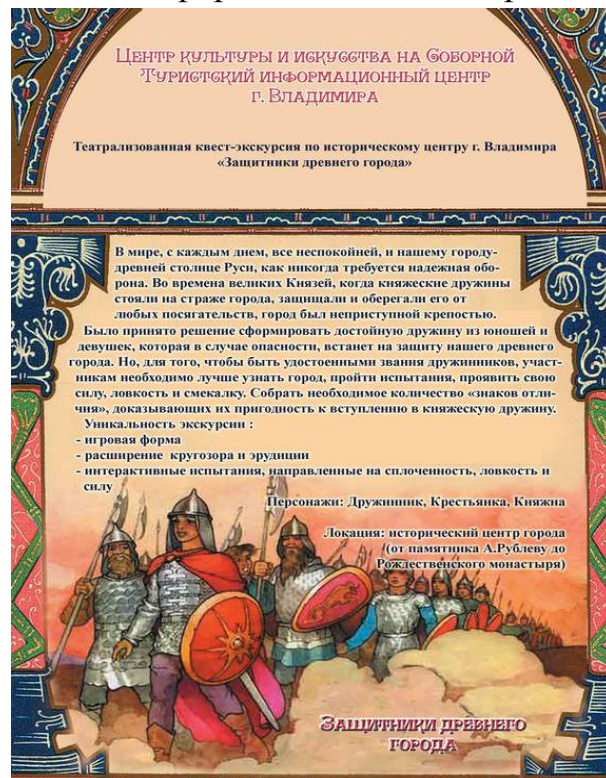 Центр культуры и искусства на Соборной
Туристский информационный центр
г. Владимира
Театрализованная квест-экскурсия по историческому центру г. Владимира
«Защитники древнего города»
В мире, с каждым днем, все неспокойней, и нашему городу-
древней столице Руси, как никогда требуется надежная обо-
рона. Во времена великих Князей, когда княжеские дружины
стояли на страже города, защищали и оберегали его от
любых посягательств, город был неприступной крепостью.
Было принято решение сформировать достойную дружину из юношей и
девушек, которая в случае опасности, встанет на защиту нашего древнего
города. Но, для того, чтобы быть удостоенными звания дружинников, участ-
никам необходимо лучше узнать город, пройти испытания, проявить свою
силу, ловкость и смекалку. Собрать необходимое количество «знаков отли-
чия», доказывающих их пригодность к вступлению в княжескую дружину.
Уникальность экскурсии :
- игровая форма
- расширение кругозора и эрудиции
- интерактивные испытания, направленные на сплоченность, ловкость и
силу
Персонажи: Дружинник, Крестьянка, Княжна
Локация: исторический центр города
(от памятника А.Рублеву до
Рождественского монастыря)
Защитники древнего
города